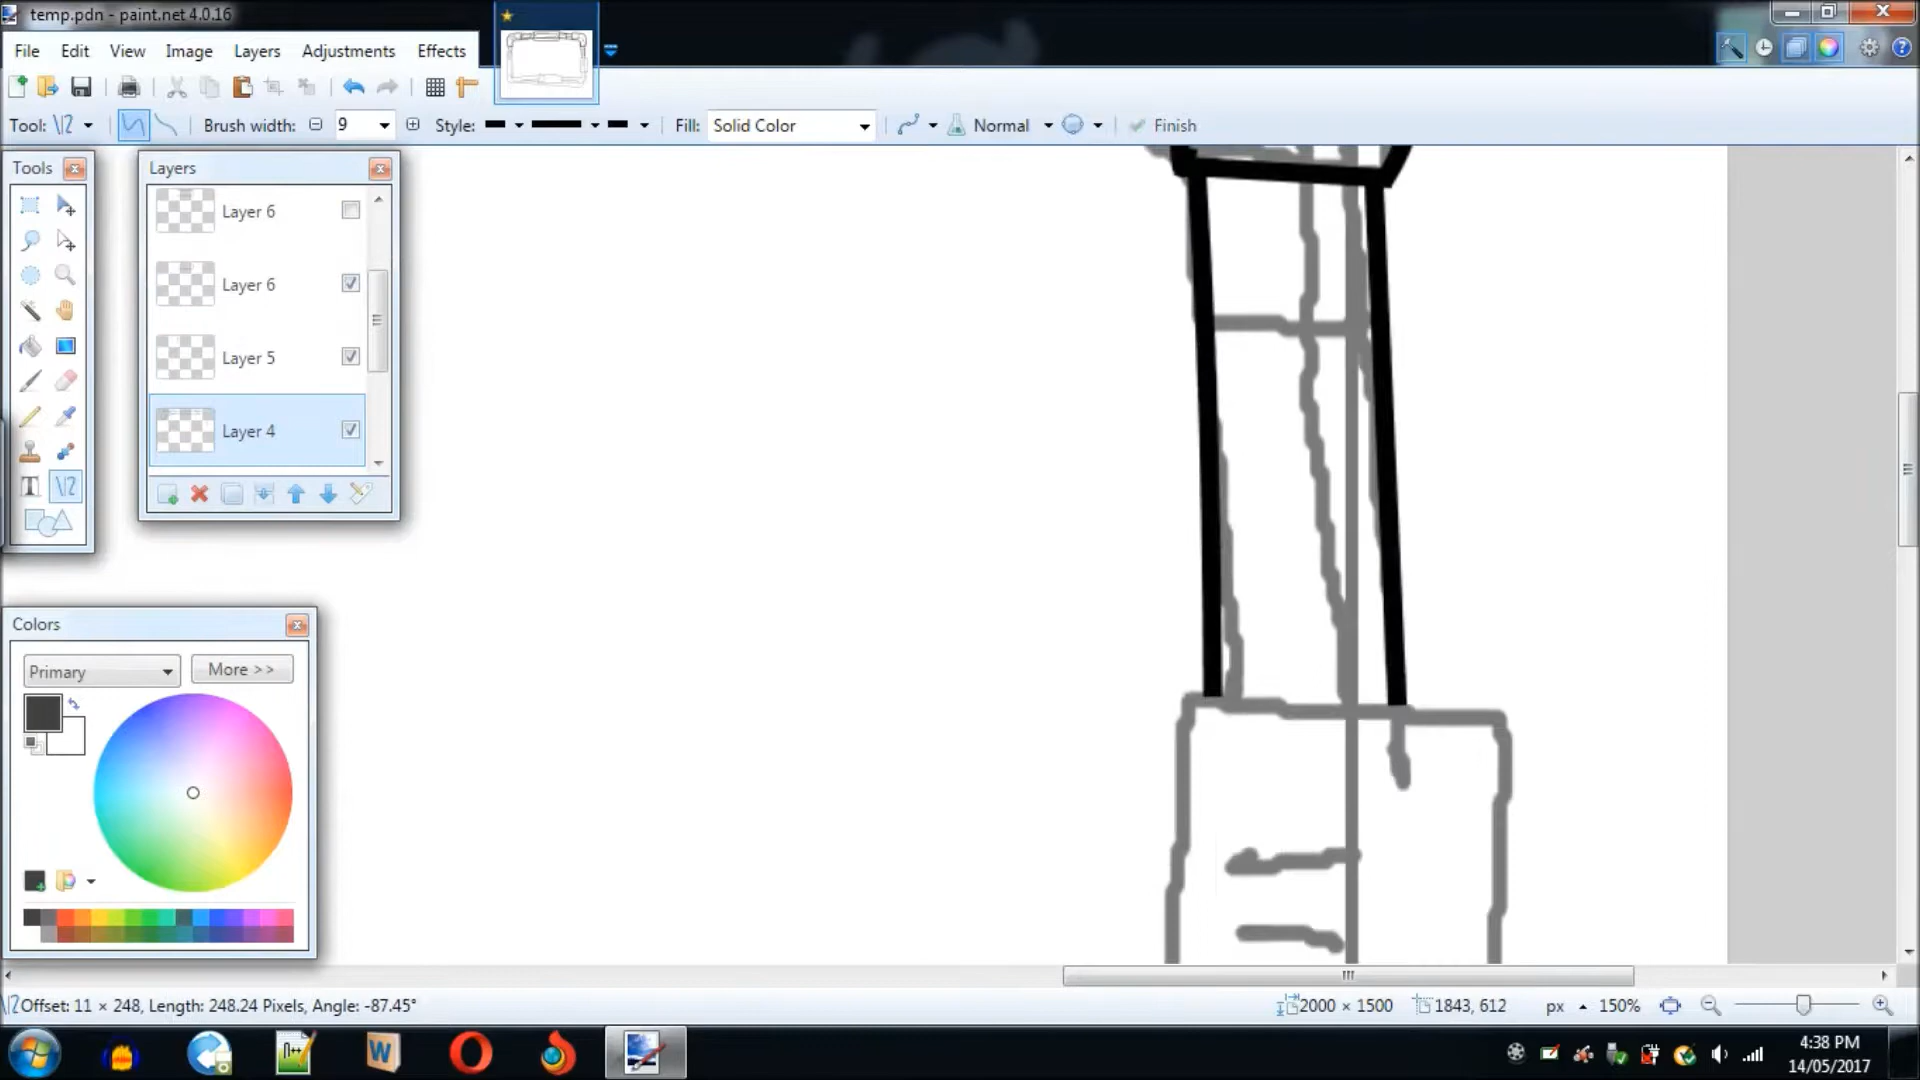 temp.pdn - paint.net 4.0.16
File Edit View Image Layers Adjustments Effects
Tool: Brush width: 9 Style: Fill: Solid Color Normal Finish
Tools
Layers
Layer 6
Layer 6
Layer 5
Layer 4
Colors
Primary More >>
Offset: 11 × 248, Length: 248.24 Pixels, Angle: -87.45° 2000 × 1500 1843, 612 px 150%
4:38 PM
14/05/2017